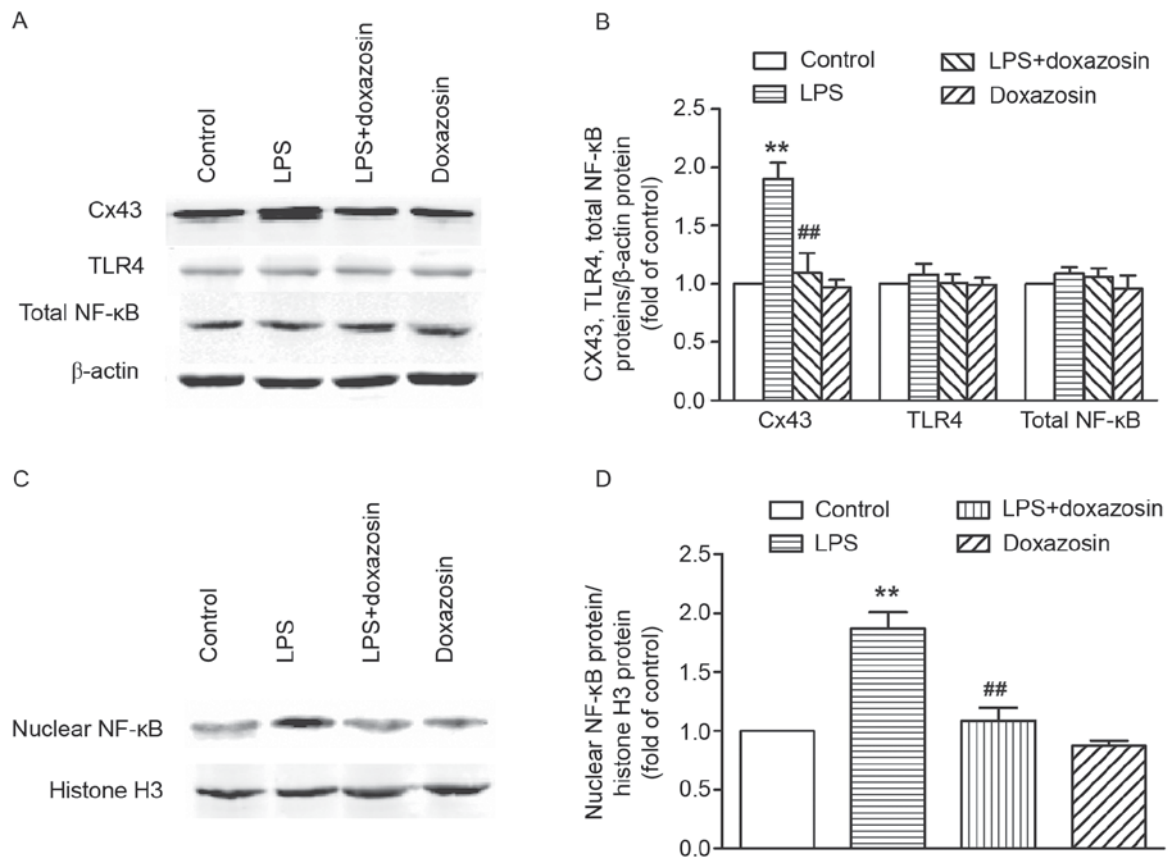 A
Control
LPS
LPS+doxazosin
Doxazosin
Cx43
TLR4
Total NF-κB
β-actin
B
Control
LPS+doxazosin
LPS
Doxazosin
CX43, TLR4, total NF-κB
proteins/β-actin protein
(fold of control)
2.5
2.0
1.5
1.0
0.5
0.0
**
##
Cx43
TLR4
Total NF-κB
C
Control
LPS
LPS+doxazosin
Doxazosin
Nuclear NF-κB
Histone H3
D
Control
LPS+doxazosin
LPS
Doxazosin
Nuclear NF-κB protein/
histone H3 protein
(fold of control)
2.5
2.0
1.5
1.0
0.5
0.0
**
##